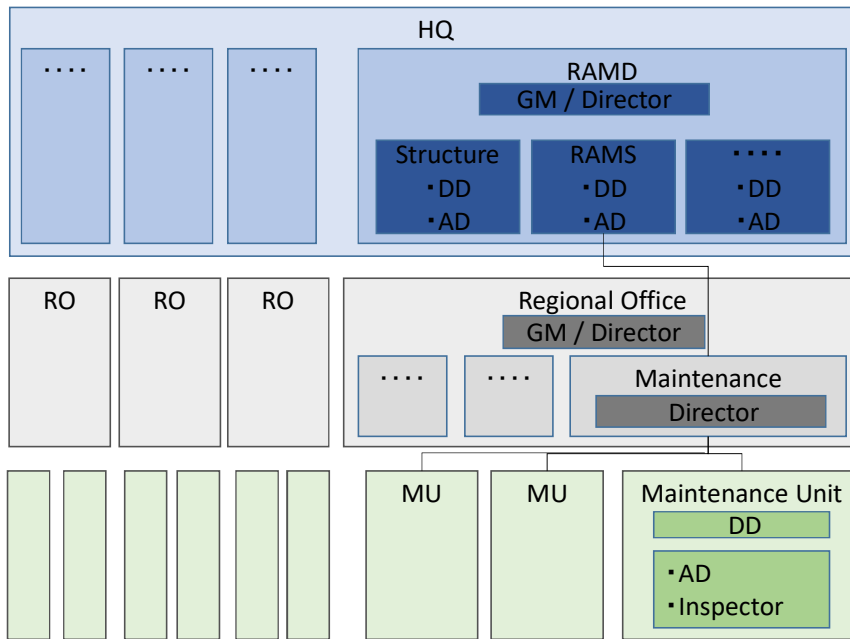 HQ
････
････
････
RAMD
GM / Director
Structure
･DD
･AD
RAMS
･DD
･AD
････
･DD
･AD
RO
RO
RO
Regional Office
GM / Director
････
････
Maintenance
Director
MU
MU
Maintenance Unit
DD
･AD
･Inspector